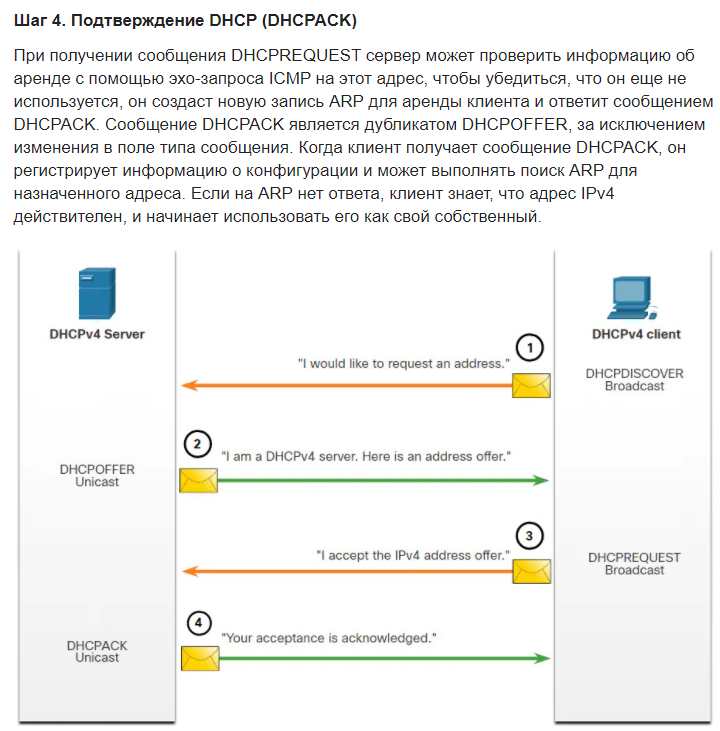 Шаг 4. Подтверждение DHCP (DHCPACK)
При получении сообщения DHCPREQUEST сервер может проверить информацию об
аренде с помощью эхо-запроса ICMP на этот адрес, чтобы убедиться, что он еще не
используется, он создаст новую запись ARP для аренды клиента и ответит сообщением
DHCPACK. Сообщение DHCPACK является дубликатом DHCPOFFER, за исключением
изменения в поле типа сообщения. Когда клиент получает сообщение DHCPACK, он
регистрирует информацию о конфигурации и может выполнять поиск ARP для
назначенного адреса. Если на ARP нет ответа, клиент знает, что адрес IPv4
действителен, и начинает использовать его как свой собственный.
DHCPv4 Server
DHCPv4 client
1
"I would like to request an address."
DHCPDISCOVER
Broadcast
2
"I am a DHCPv4 server. Here is an address offer."
DHCPOFFER
Unicast
3
"I accept the IPv4 address offer."
DHCPREQUEST
Broadcast
4
"Your acceptance is acknowledged."
DHCPACK
Unicast